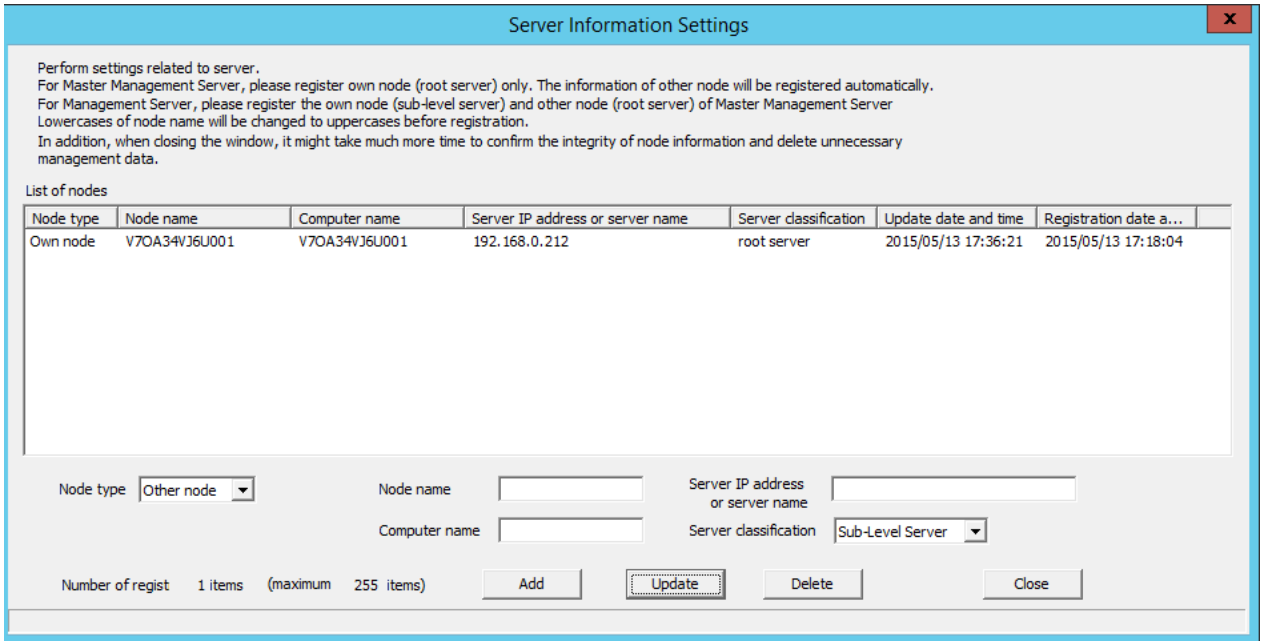 Server Information Settings
x
Perform settings related to server.
For Master Management Server, please register own node (root server) only. The information of other node will be registered automatically.
For Management Server, please register the own node (sub-level server) and other node (root server) of Master Management Server
Lowercases of node name will be changed to uppercases before registration.
In addition, when closing the window, it might take much more time to confirm the integrity of node information and delete unnecessary
management data.
List of nodes
Node type Node name Computer name Server IP address or server name Server classification Update date and time Registration date a...
Own node V7OA34VJ6U001 V7OA34VJ6U001 192.168.0.212 root server 2015/05/13 17:36:21 2015/05/13 17:18:04
Node type Other node Node name Server IP address
or server name
Computer name Server classification Sub-Level Server
Number of regist 1 items (maximum 255 items) Add Update Delete Close